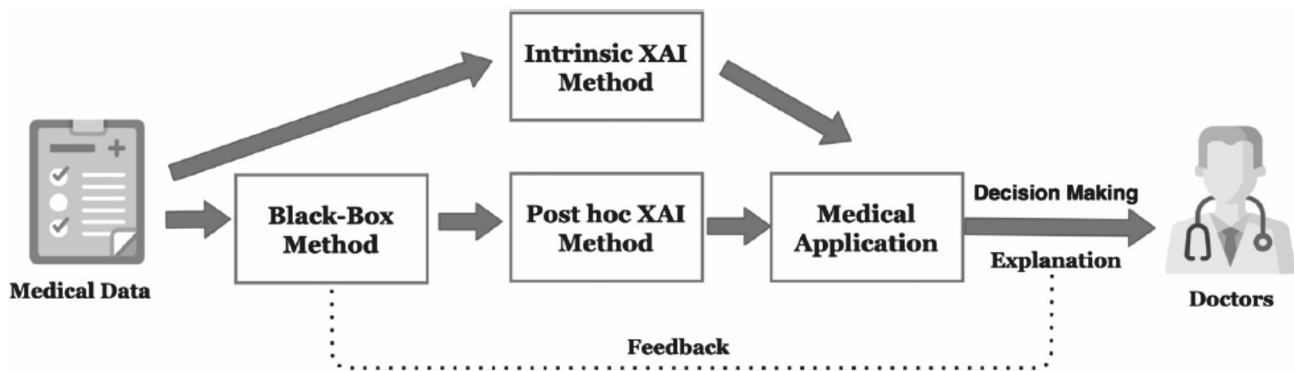 Intrinsic XAI
Method
Medical Data
Black-Box
Method
Post hoc XAI
Method
Medical
Application
Decision Making
Explanation
Doctors
Feedback